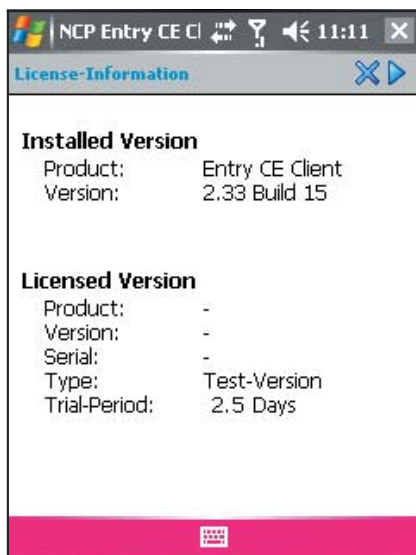 NCP Entry CE Cl 11:11
License-Information
Installed Version
Product: Entry CE Client
Version: 2.33 Build 15
Licensed Version
Product: -
Version: -
Serial: -
Type: Test-Version
Trial-Period: 2.5 Days